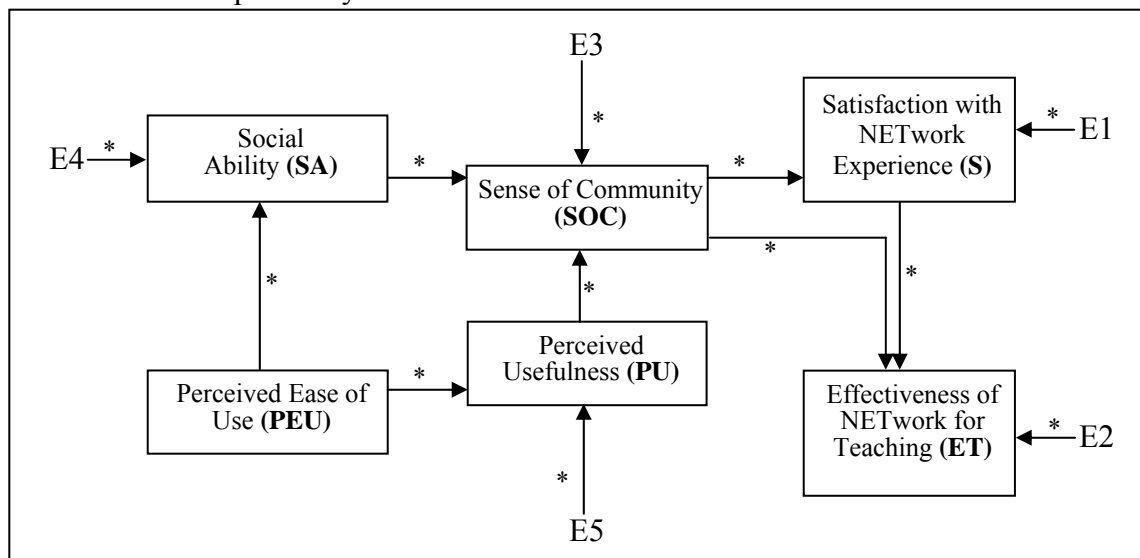 E3
Satisfaction with
NETwork
Experience (S)
*
E1
*
E4
*
Social
Ability (SA)
*
Sense of Community
(SOC)
*
*
*
*
*
Perceived
Usefulness (PU)
Perceived Ease of
Use (PEU)
*
Effectiveness of
NETwork for
Teaching (ET)
*
E2
*
E5